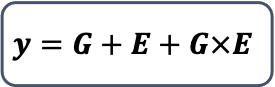 y = G + E + G×E